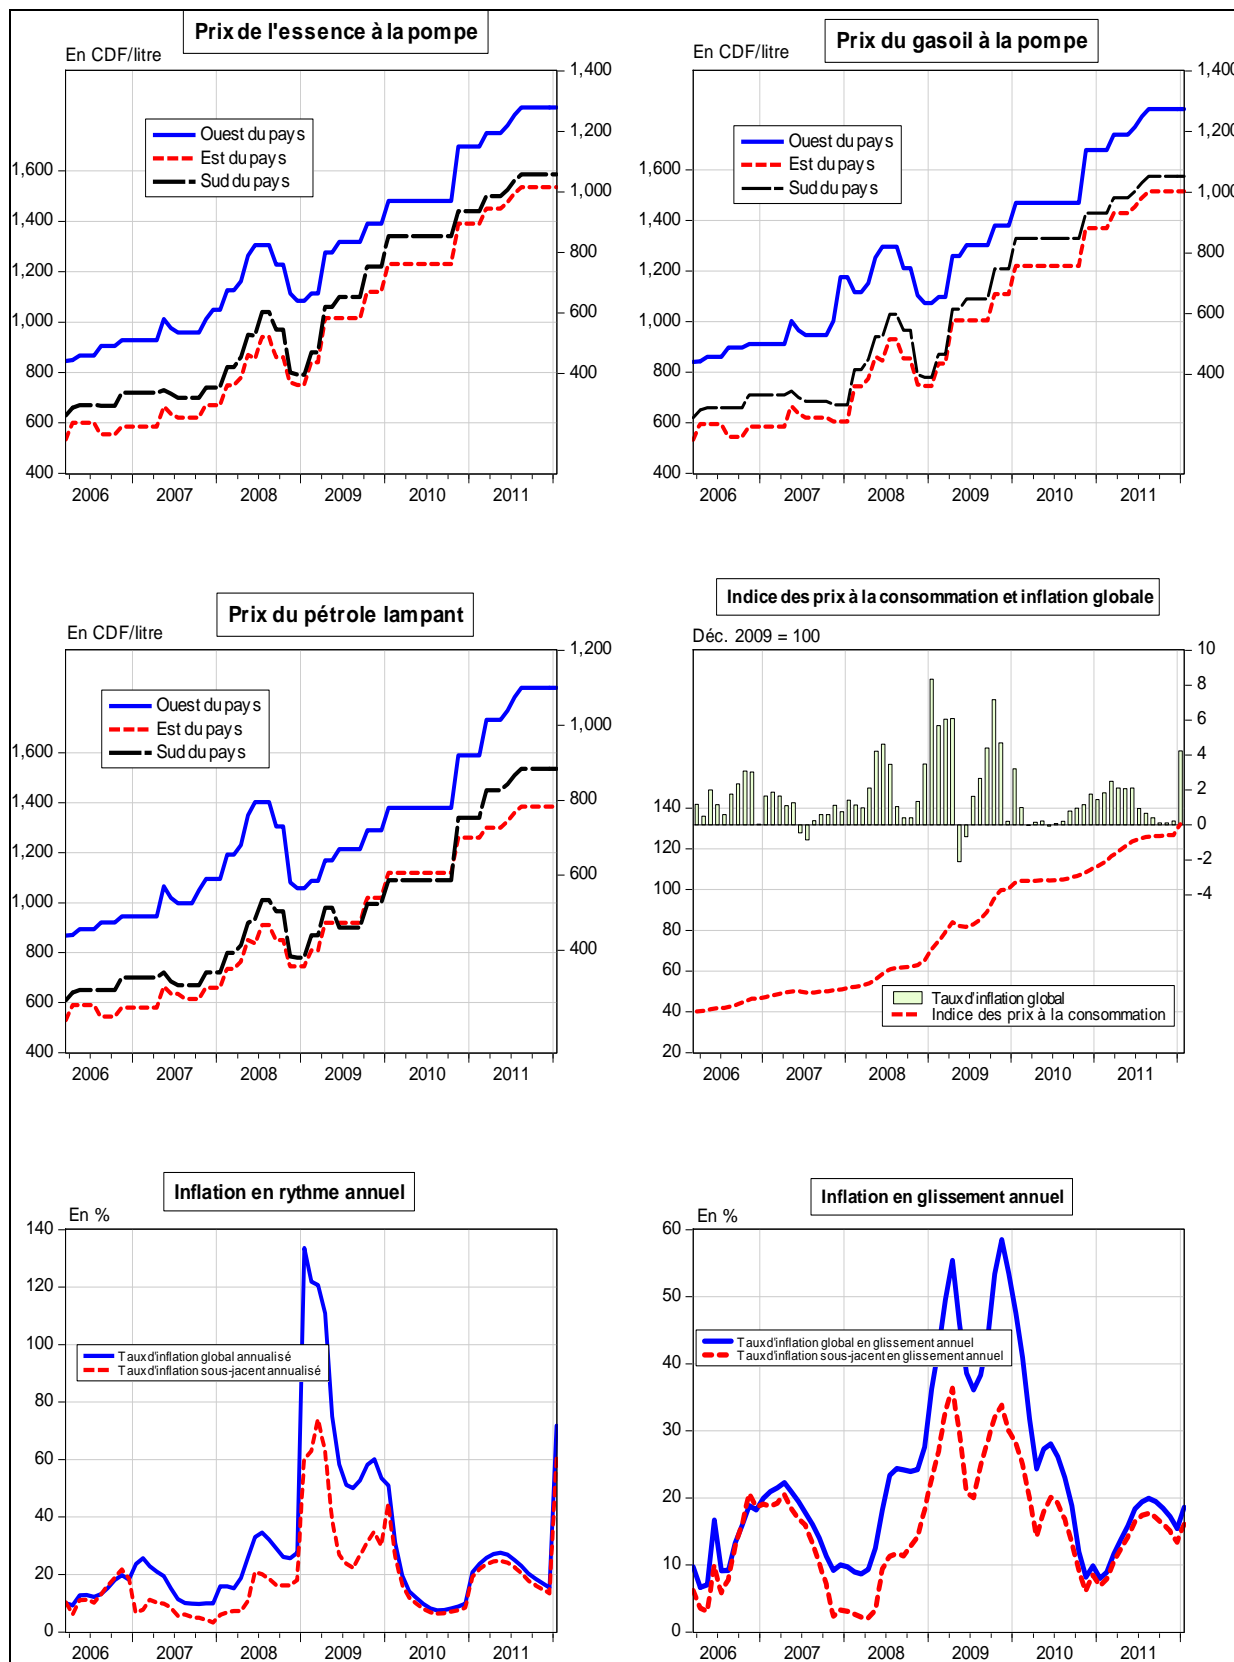 Prix de l'essence à la pompe
En CDF/litre
1,400
1,200
1,000
800
600
400
1,600
1,400
1,200
1,000
800
600
400
Ouest du pays
Est du pays
Sud du pays
2006 2007 2008 2009 2010 2011
Prix du gasoil à la pompe
En CDF/litre
1,400
1,200
1,000
800
600
400
1,600
1,400
1,200
1,000
800
600
400
Ouest du pays
Est du pays
Sud du pays
2006 2007 2008 2009 2010 2011
Prix du pétrole lampant
En CDF/litre
1,200
1,000
800
600
400
1,600
1,400
1,200
1,000
800
600
400
Ouest du pays
Est du pays
Sud du pays
2006 2007 2008 2009 2010 2011
Indice des prix à la consommation et inflation globale
Déc. 2009 = 100
10
8
6
4
2
0
-2
-4
140
120
100
80
60
40
20
Taux d'inflation global
Indice des prix à la consommation
2006 2007 2008 2009 2010 2011
Inflation en rythme annuel
En %
140
120
100
80
60
40
20
0
Taux d'inflation global annualisé
Taux d'inflation sous-jacent annualisé
2006 2007 2008 2009 2010 2011
Inflation en glissement annuel
En %
60
50
40
30
20
10
0
Taux d'inflation global en glissement annuel
Taux d'inflation sous-jacent en glissement annuel
2006 2007 2008 2009 2010 2011